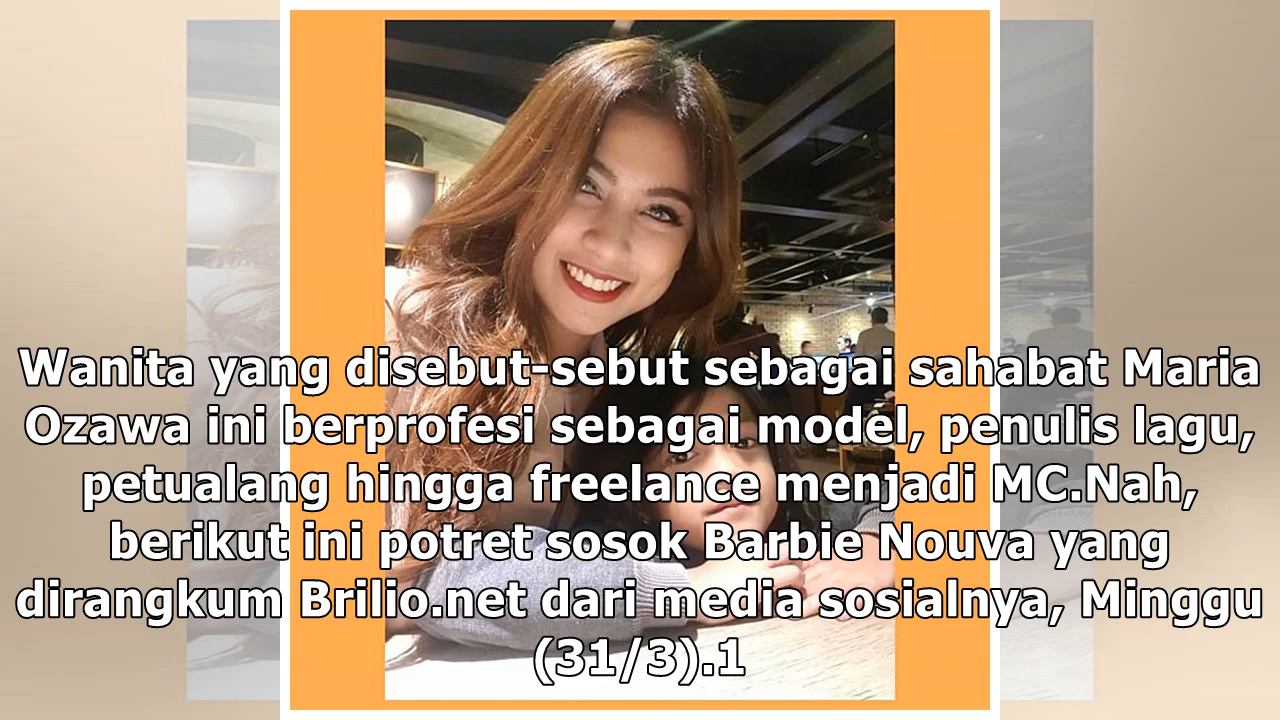 Wanita yang disebut-sebut sebagai sahabat Maria
Ozawa ini berprofesi sebagai model, penulis lagu,
petualang hingga freelance menjadi MC.Nah,
berikut ini potret sosok Barbie Nouva yang
dirangkum Brilio.net dari media sosialnya, Minggu
(31/3).1